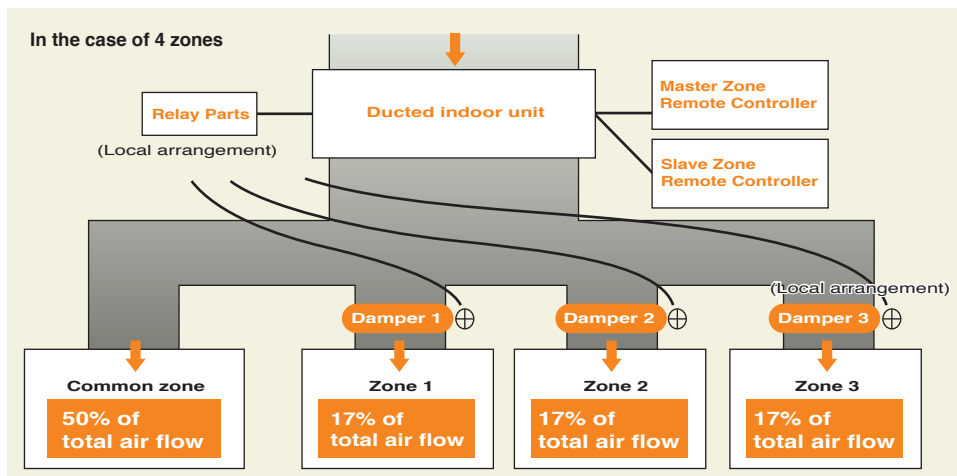 In the case of 4 zones
Relay Parts
(Local arrangement)
Ducted indoor unit
Master Zone
Remote Controller
Slave Zone
Remote Controller
(Local arrangement)
Damper 1
Damper 2
Damper 3
Common zone
50% of
total air flow
Zone 1
17% of
total air flow
Zone 2
17% of
total air flow
Zone 3
17% of
total air flow